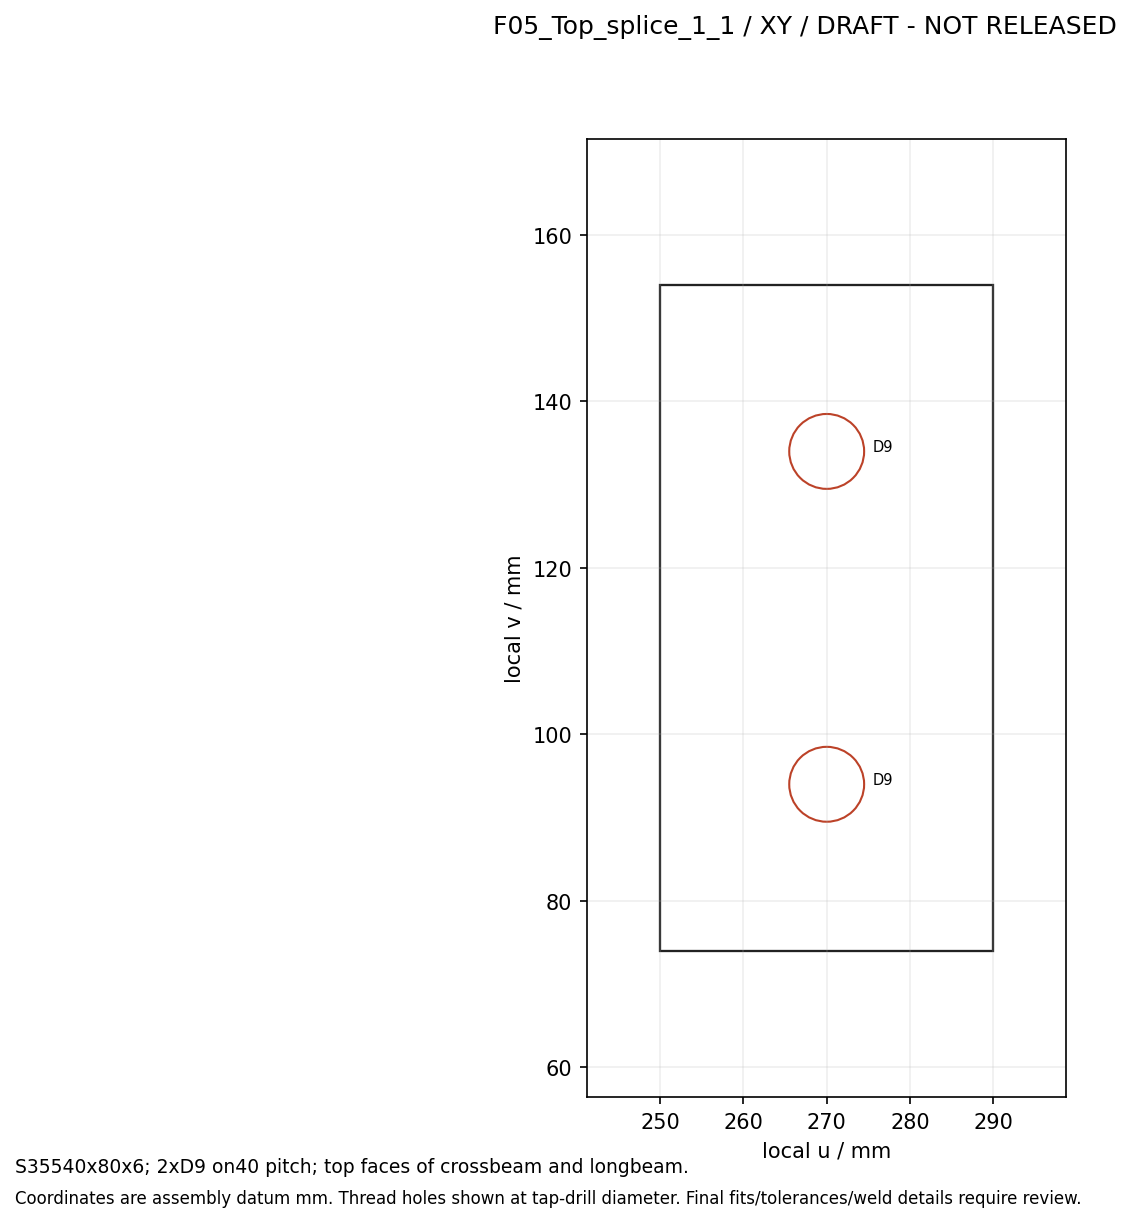 F05_Top_splice_1_1 / XY / DRAFT - NOT RELEASED
160
140
D9
120
local v / mm
100
D9
80
60
250 260 270 280 290
local u / mm
S35540x80x6; 2xD9 on40 pitch; top faces of crossbeam and longbeam.
Coordinates are assembly datum mm. Thread holes shown at tap-drill diameter. Final fits/tolerances/weld details require review.